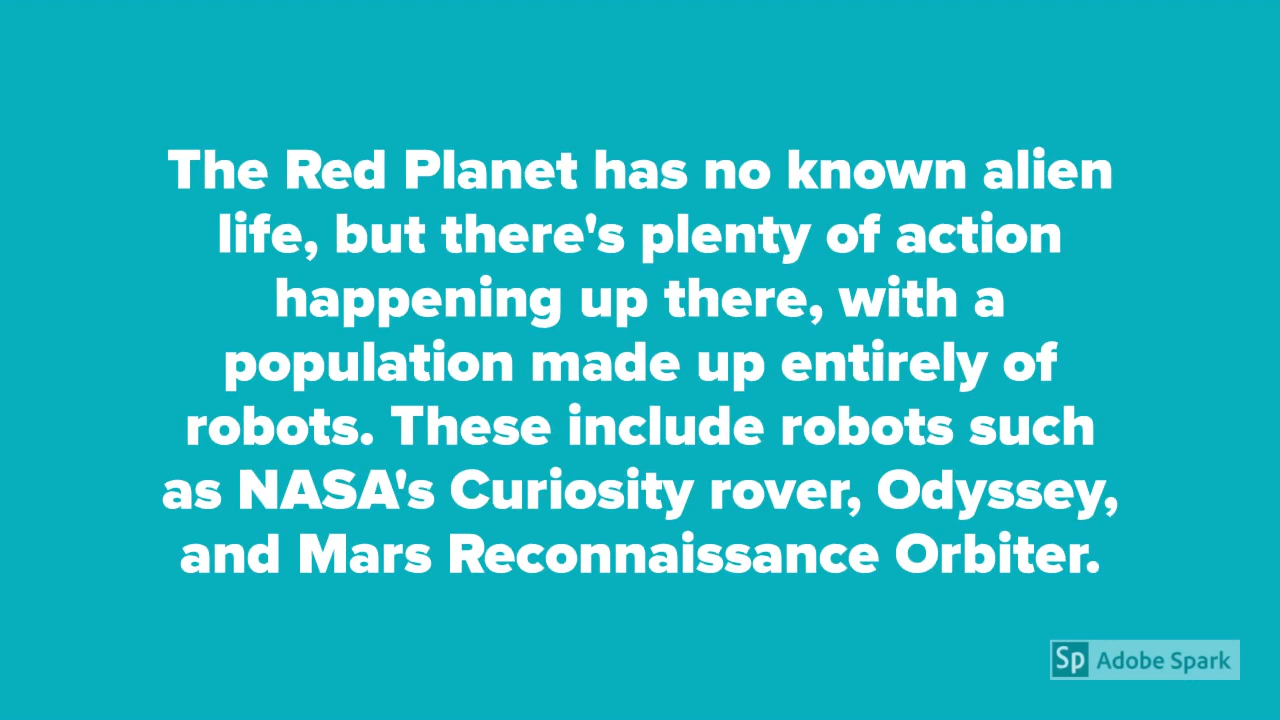 The Red Planet has no known alien
life, but there's plenty of action
happening up there, with a
population made up entirely of
robots. These include robots such
as NASA's Curiosity rover, Odyssey,
and Mars Reconnaissance Orbiter.
Sp Adobe Spark